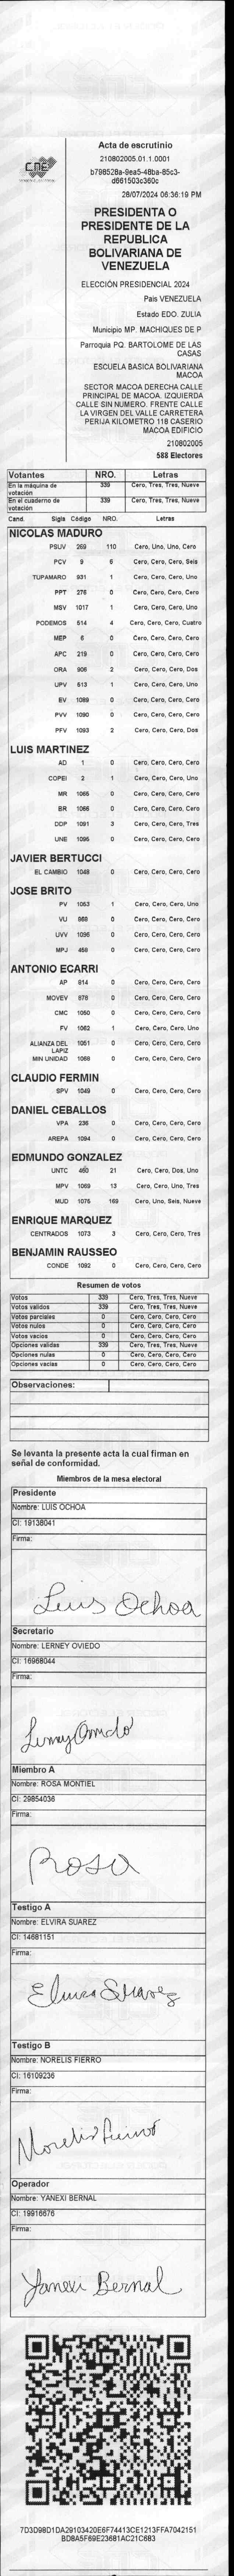 CNE
Acta de escrutinio
210802005.01.1.0001
b798528a-9ea5-48ba-85c3-
d661503c360c
28/07/2024 06:36:19 PM
PRESIDENTA O
PRESIDENTE DE LA
REPUBLICA
BOLIVARIANA DE
VENEZUELA
ELECCIÓN PRESIDENCIAL 2024
Pais VENEZUELA
Estado EDO. ZULIA
Municipio MP. MACHIQUES DE P
Parroquia PQ. BARTOLOME DE LAS
CASAS
ESCUELA BASICA BOLIVARIANA
MACOA
SECTOR MACOA DERECHA CALLE
PRINCIPAL DE MACOA. IZQUIERDA
CALLE SIN NUMERO. FRENTE CALLE
LA VIRGEN DEL VALLE CARRETERA
PERIJA KILOMETRO 118 CASERIO
MACOA EDIFICIO
210802005
588 Electores
Votantes NRO. Letras
En la máquina de votación 339 Cero, Tres, Tres, Nueve
En el cuaderno de votación 339 Cero, Tres, Tres, Nueve
Cand. Sigla Código NRO. Letras
NICOLAS MADURO
PSUV 269 110 Cero, Uno, Uno, Cero
PCV 9 6 Cero, Cero, Cero, Seis
TUPAMARO 931 1 Cero, Cero, Cero, Uno
PPT 276 0 Cero, Cero, Cero, Cero
MSV 1017 1 Cero, Cero, Cero, Uno
PODEMOS 514 4 Cero, Cero, Cero, Cuatro
MEP 6 0 Cero, Cero, Cero, Cero
APC 219 0 Cero, Cero, Cero, Cero
ORA 906 2 Cero, Cero, Cero, Dos
UPV 613 1 Cero, Cero, Cero, Uno
EV 1089 0 Cero, Cero, Cero, Cero
PVV 1090 0 Cero, Cero, Cero, Cero
PFV 1093 2 Cero, Cero, Cero, Dos
LUIS MARTINEZ
AD 1 0 Cero, Cero, Cero, Cero
COPEI 2 1 Cero, Cero, Cero, Uno
MR 1065 0 Cero, Cero, Cero, Cero
BR 1066 0 Cero, Cero, Cero, Cero
DDP 1091 3 Cero, Cero, Cero, Tres
UNE 1095 0 Cero, Cero, Cero, Cero
JAVIER BERTUCCI
EL CAMBIO 1048 0 Cero, Cero, Cero, Cero
JOSE BRITO
PV 1053 1 Cero, Cero, Cero, Uno
VU 868 0 Cero, Cero, Cero, Cero
UVV 1096 0 Cero, Cero, Cero, Cero
MPJ 458 0 Cero, Cero, Cero, Cero
ANTONIO ECARRI
AP 814 0 Cero, Cero, Cero, Cero
MOVEV 878 0 Cero, Cero, Cero, Cero
CMC 1050 0 Cero, Cero, Cero, Cero
FV 1062 1 Cero, Cero, Cero, Uno
ALIANZA DEL LAPIZ 1051 0 Cero, Cero, Cero, Cero
MIN UNIDAD 1068 0 Cero, Cero, Cero, Cero
CLAUDIO FERMIN
SPV 1049 0 Cero, Cero, Cero, Cero
DANIEL CEBALLOS
VPA 236 0 Cero, Cero, Cero, Cero
AREPA 1094 0 Cero, Cero, Cero, Cero
EDMUNDO GONZALEZ
UNTC 460 21 Cero, Cero, Dos, Uno
MPV 1069 13 Cero, Cero, Uno, Tres
MUD 1075 169 Cero, Uno, Seis, Nueve
ENRIQUE MARQUEZ
CENTRADOS 1073 3 Cero, Cero, Cero, Tres
BENJAMIN RAUSSEO
CONDE 1092 0 Cero, Cero, Cero, Cero
Resumen de votos
Votos 339 Cero, Tres, Tres, Nueve
Votos validos 339 Cero, Tres, Tres, Nueve
Votos parciales 0 Cero, Cero, Cero, Cero
Votos nulos 0 Cero, Cero, Cero, Cero
Votos vacios 0 Cero, Cero, Cero, Cero
Opciones validas 339 Cero, Tres, Tres, Nueve
Opciones nulas 0 Cero, Cero, Cero, Cero
Opciones vacias 0 Cero, Cero, Cero, Cero
Observaciones:
Se levanta la presente acta la cual firman en
señal de conformidad.
Miembros de la mesa electoral
Presidente
Nombre: LUIS OCHOA
CI: 19138041
Firma:
Luis Ochoa
Secretario
Nombre: LERNEY OVIEDO
CI: 16968044
Firma:
Miembro A
Nombre: ROSA MONTIEL
CI: 29854036
Firma:
Rosa
Testigo A
Nombre: ELVIRA SUAREZ
CI: 14681151
Firma:
Elvira Suarez
Testigo B
Nombre: NORELIS FIERRO
CI: 16109236
Firma:
Norelis Fierro
Operador
Nombre: YANEXI BERNAL
CI: 19916676
Firma:
Yanexi Bernal
7D3D98D1DA29103420E6F74413CE1213FFA7042151
BD8A5F69E23681AC21C683